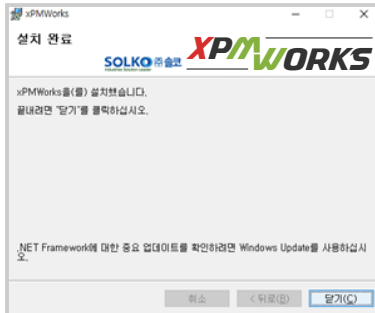 xPMWorks
설치 완료
SOLKO ㈜솔코
Industries Solution Leader
XPMWORKS
xPMWorks을(를) 설치했습니다.
끝내려면 "닫기"를 클릭하십시오.
.NET Framework에 대한 중요 업데이트를 확인하려면 Windows Update를 사용하십시
오.
취소
< 뒤로(B)
닫기(C)